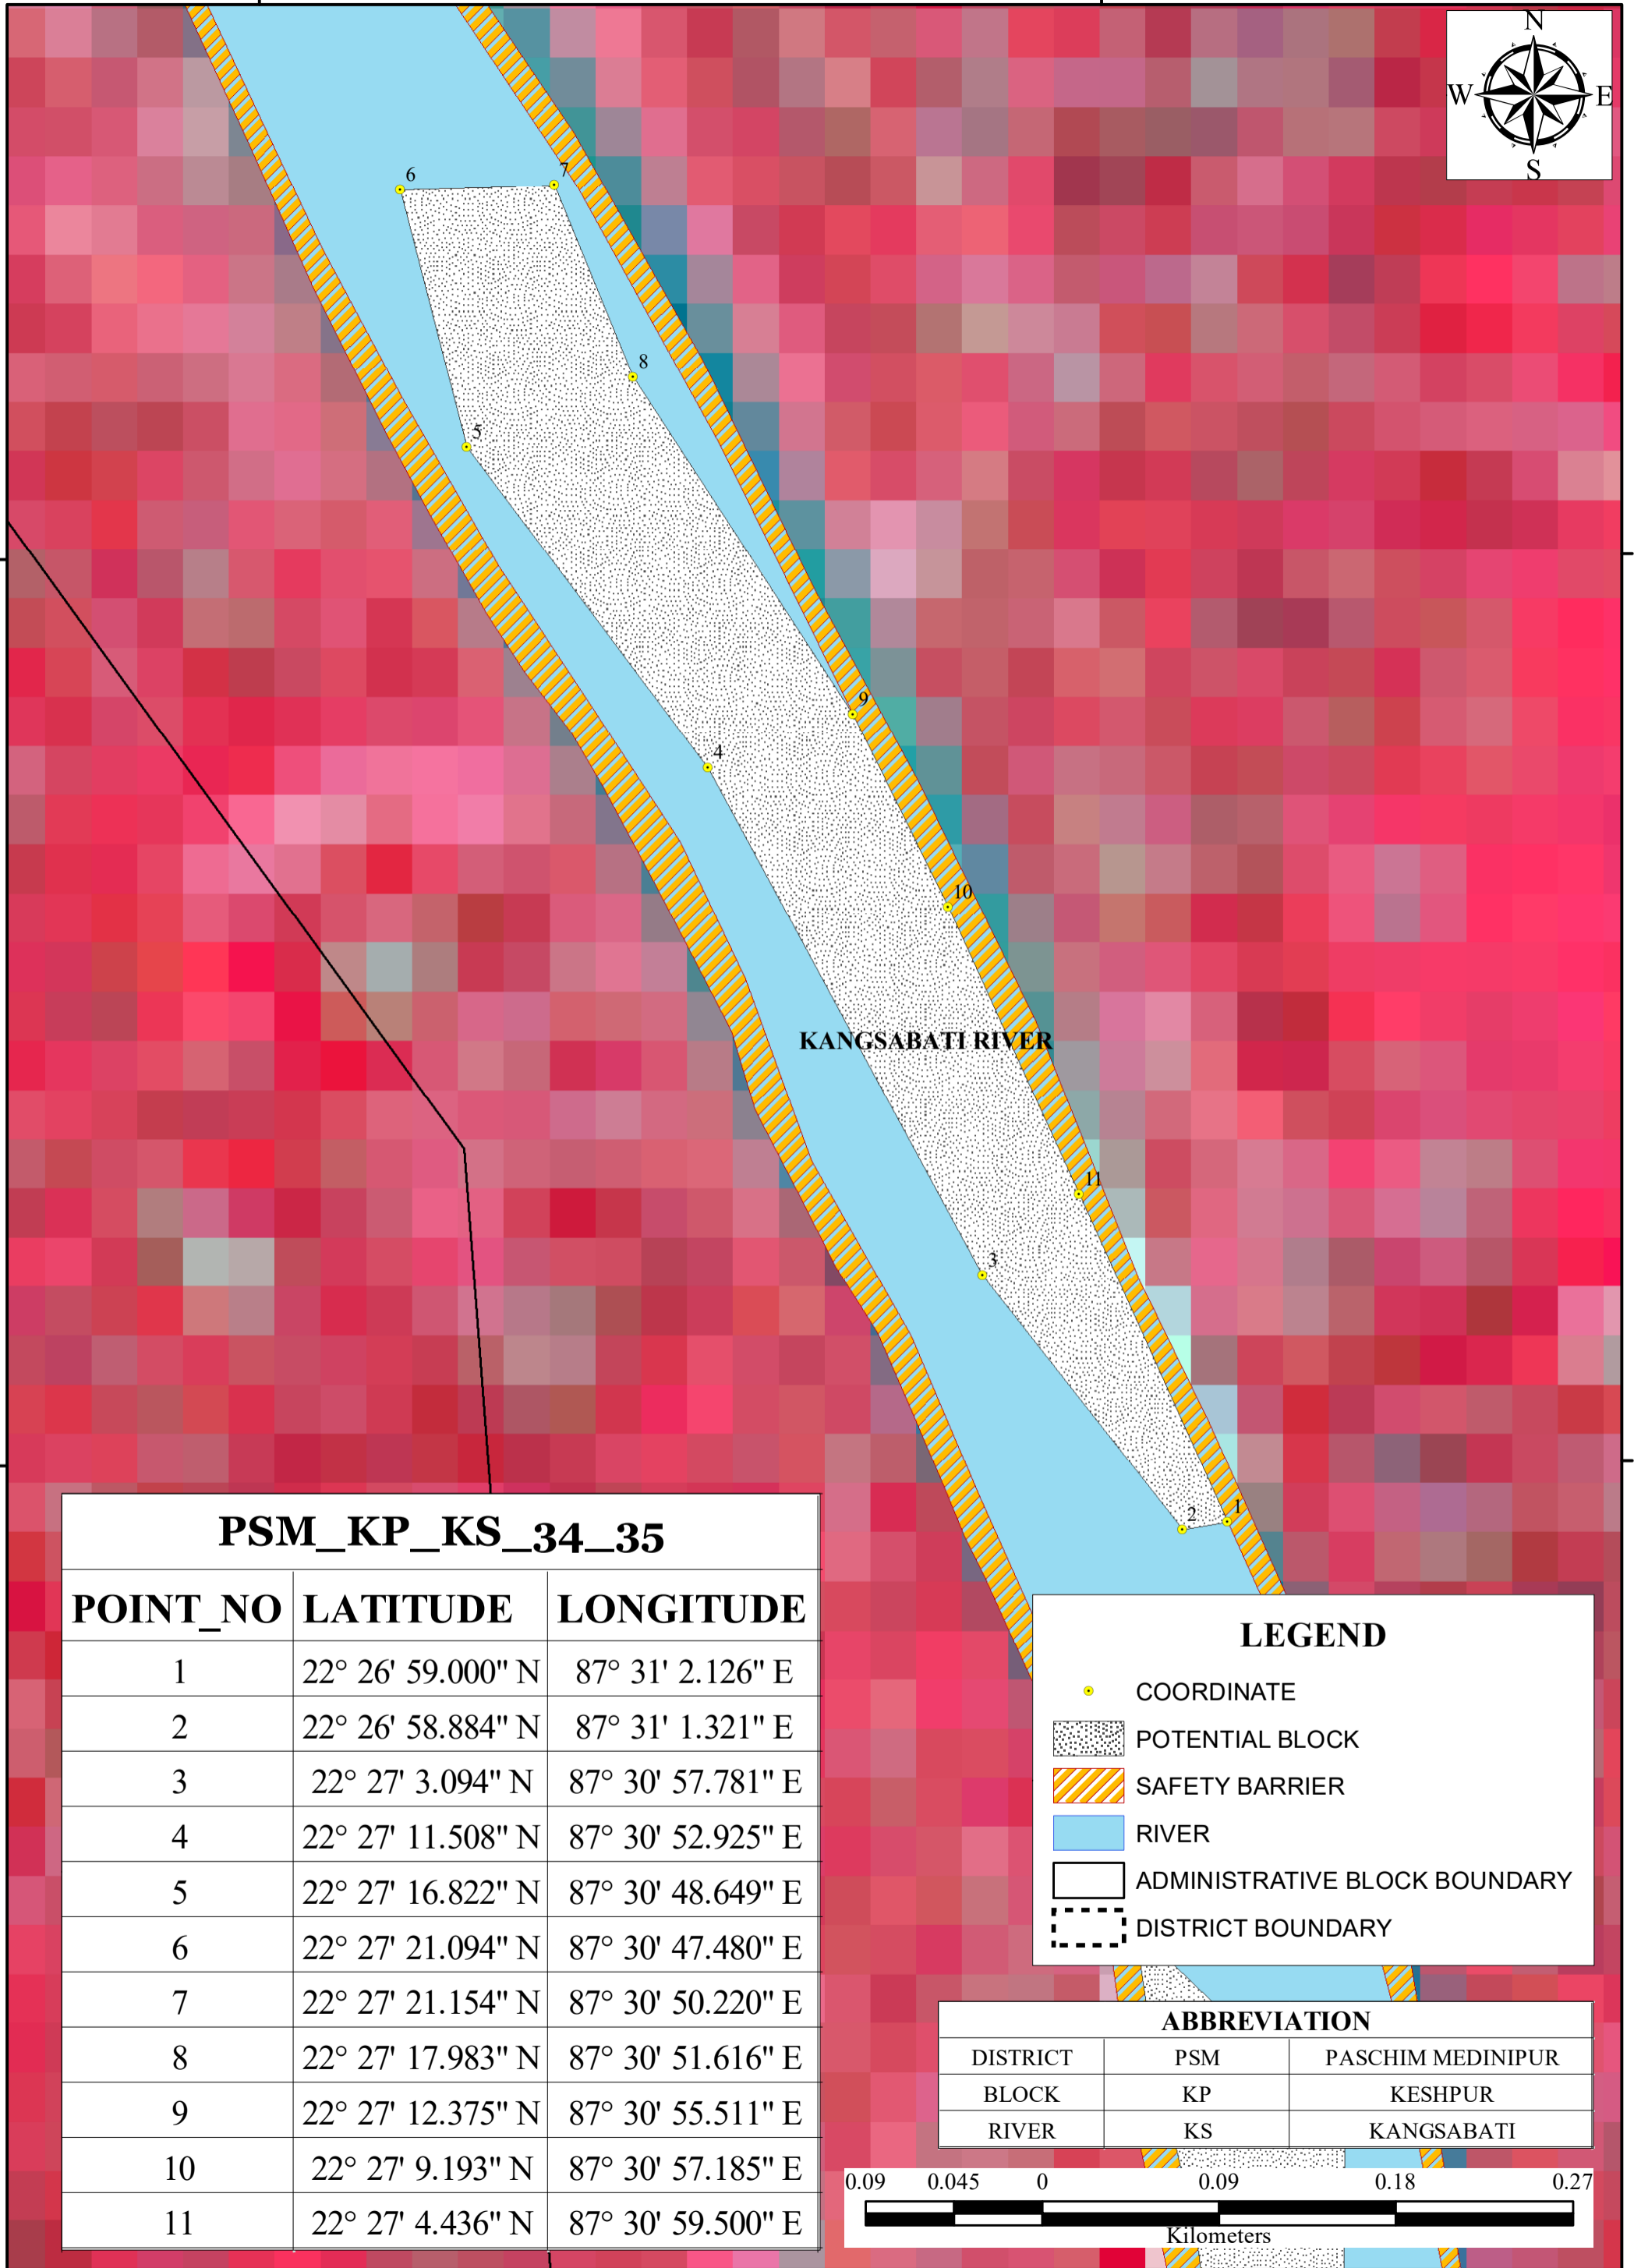 N
W E
S
6
7
8
5
9
4
10
KANGSABATI RIVER
11
3
1
2
PSM_KP_KS_34_35
POINT_NO LATITUDE LONGITUDE
1 22° 26' 59.000" N 87° 31' 2.126" E
2 22° 26' 58.884" N 87° 31' 1.321" E
3 22° 27' 3.094" N 87° 30' 57.781" E
4 22° 27' 11.508" N 87° 30' 52.925" E
5 22° 27' 16.822" N 87° 30' 48.649" E
6 22° 27' 21.094" N 87° 30' 47.480" E
7 22° 27' 21.154" N 87° 30' 50.220" E
8 22° 27' 17.983" N 87° 30' 51.616" E
9 22° 27' 12.375" N 87° 30' 55.511" E
10 22° 27' 9.193" N 87° 30' 57.185" E
11 22° 27' 4.436" N 87° 30' 59.500" E
LEGEND
COORDINATE
POTENTIAL BLOCK
SAFETY BARRIER
RIVER
ADMINISTRATIVE BLOCK BOUNDARY
DISTRICT BOUNDARY
ABBREVIATION
DISTRICT PSM PASCHIM MEDINIPUR
BLOCK KP KESHPUR
RIVER KS KANGSABATI
0.09 0.045 0 0.09 0.18 0.27
Kilometers